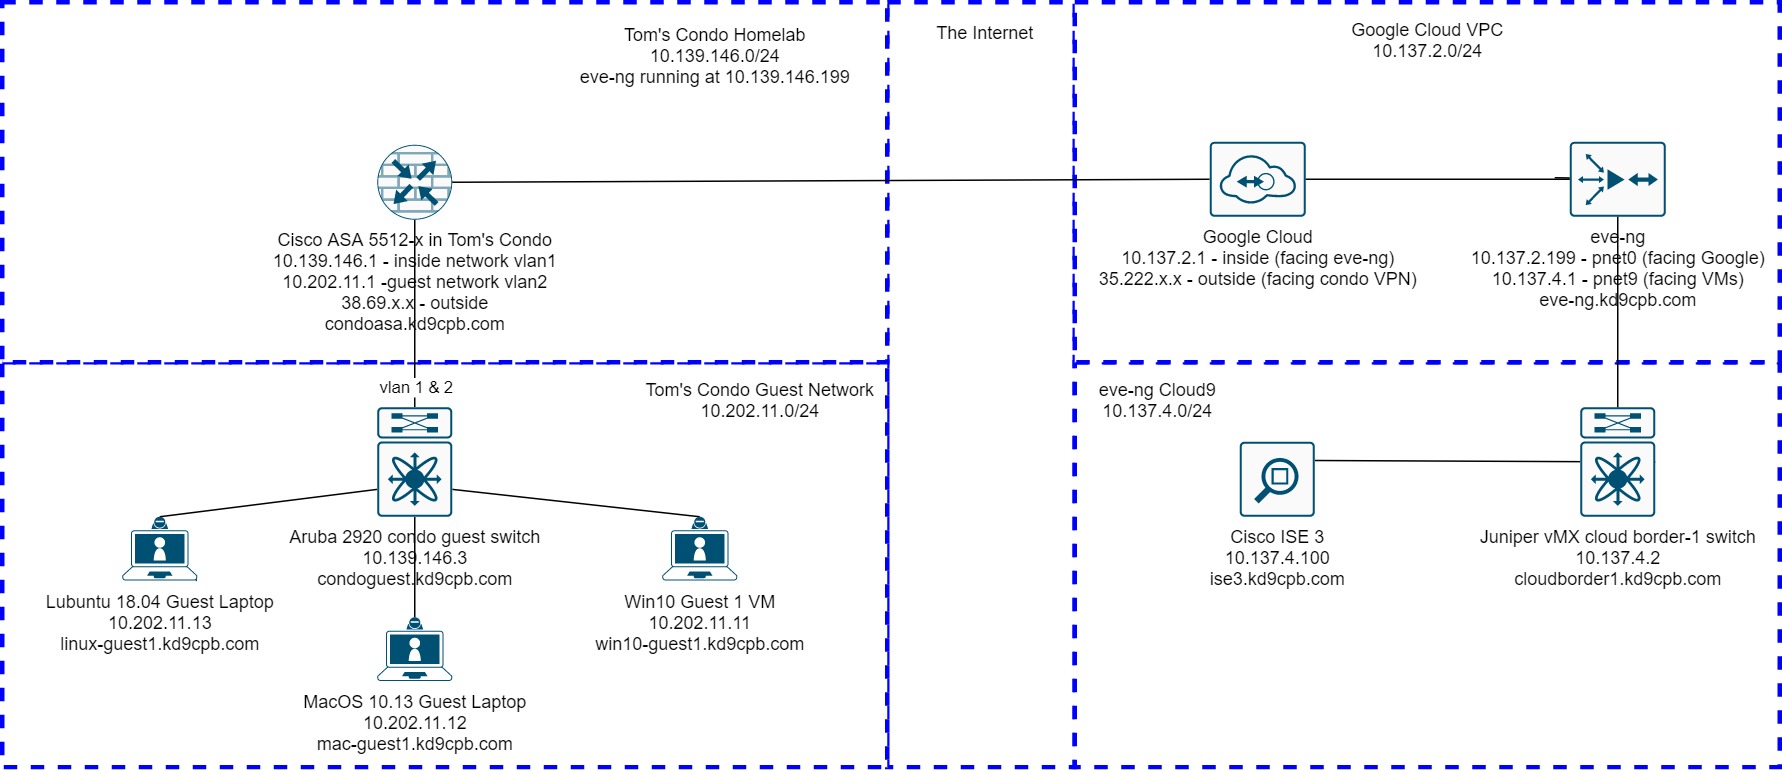 Tom's Condo Homelab
10.139.146.0/24
eve-ng running at 10.139.146.199
The Internet
Google Cloud VPC
10.137.2.0/24
Cisco ASA 5512-x in Tom's Condo
10.139.146.1 - inside network vlan1
10.202.11.1 -guest network vlan2
38.69.x.x - outside
condoasa.kd9cpb.com
Google Cloud
10.137.2.1 - inside (facing eve-ng)
35.222.x.x - outside (facing condo VPN)
eve-ng
10.137.2.199 - pnet0 (facing Google)
10.137.4.1 - pnet9 (facing VMs)
eve-ng.kd9cpb.com
vlan 1 & 2
Tom's Condo Guest Network
10.202.11.0/24
eve-ng Cloud9
10.137.4.0/24
Aruba 2920 condo guest switch
10.139.146.3
condoguest.kd9cpb.com
Lubuntu 18.04 Guest Laptop
10.202.11.13
linux-guest1.kd9cpb.com
Win10 Guest 1 VM
10.202.11.11
win10-guest1.kd9cpb.com
MacOS 10.13 Guest Laptop
10.202.11.12
mac-guest1.kd9cpb.com
Cisco ISE 3
10.137.4.100
ise3.kd9cpb.com
Juniper vMX cloud border-1 switch
10.137.4.2
cloudborder1.kd9cpb.com